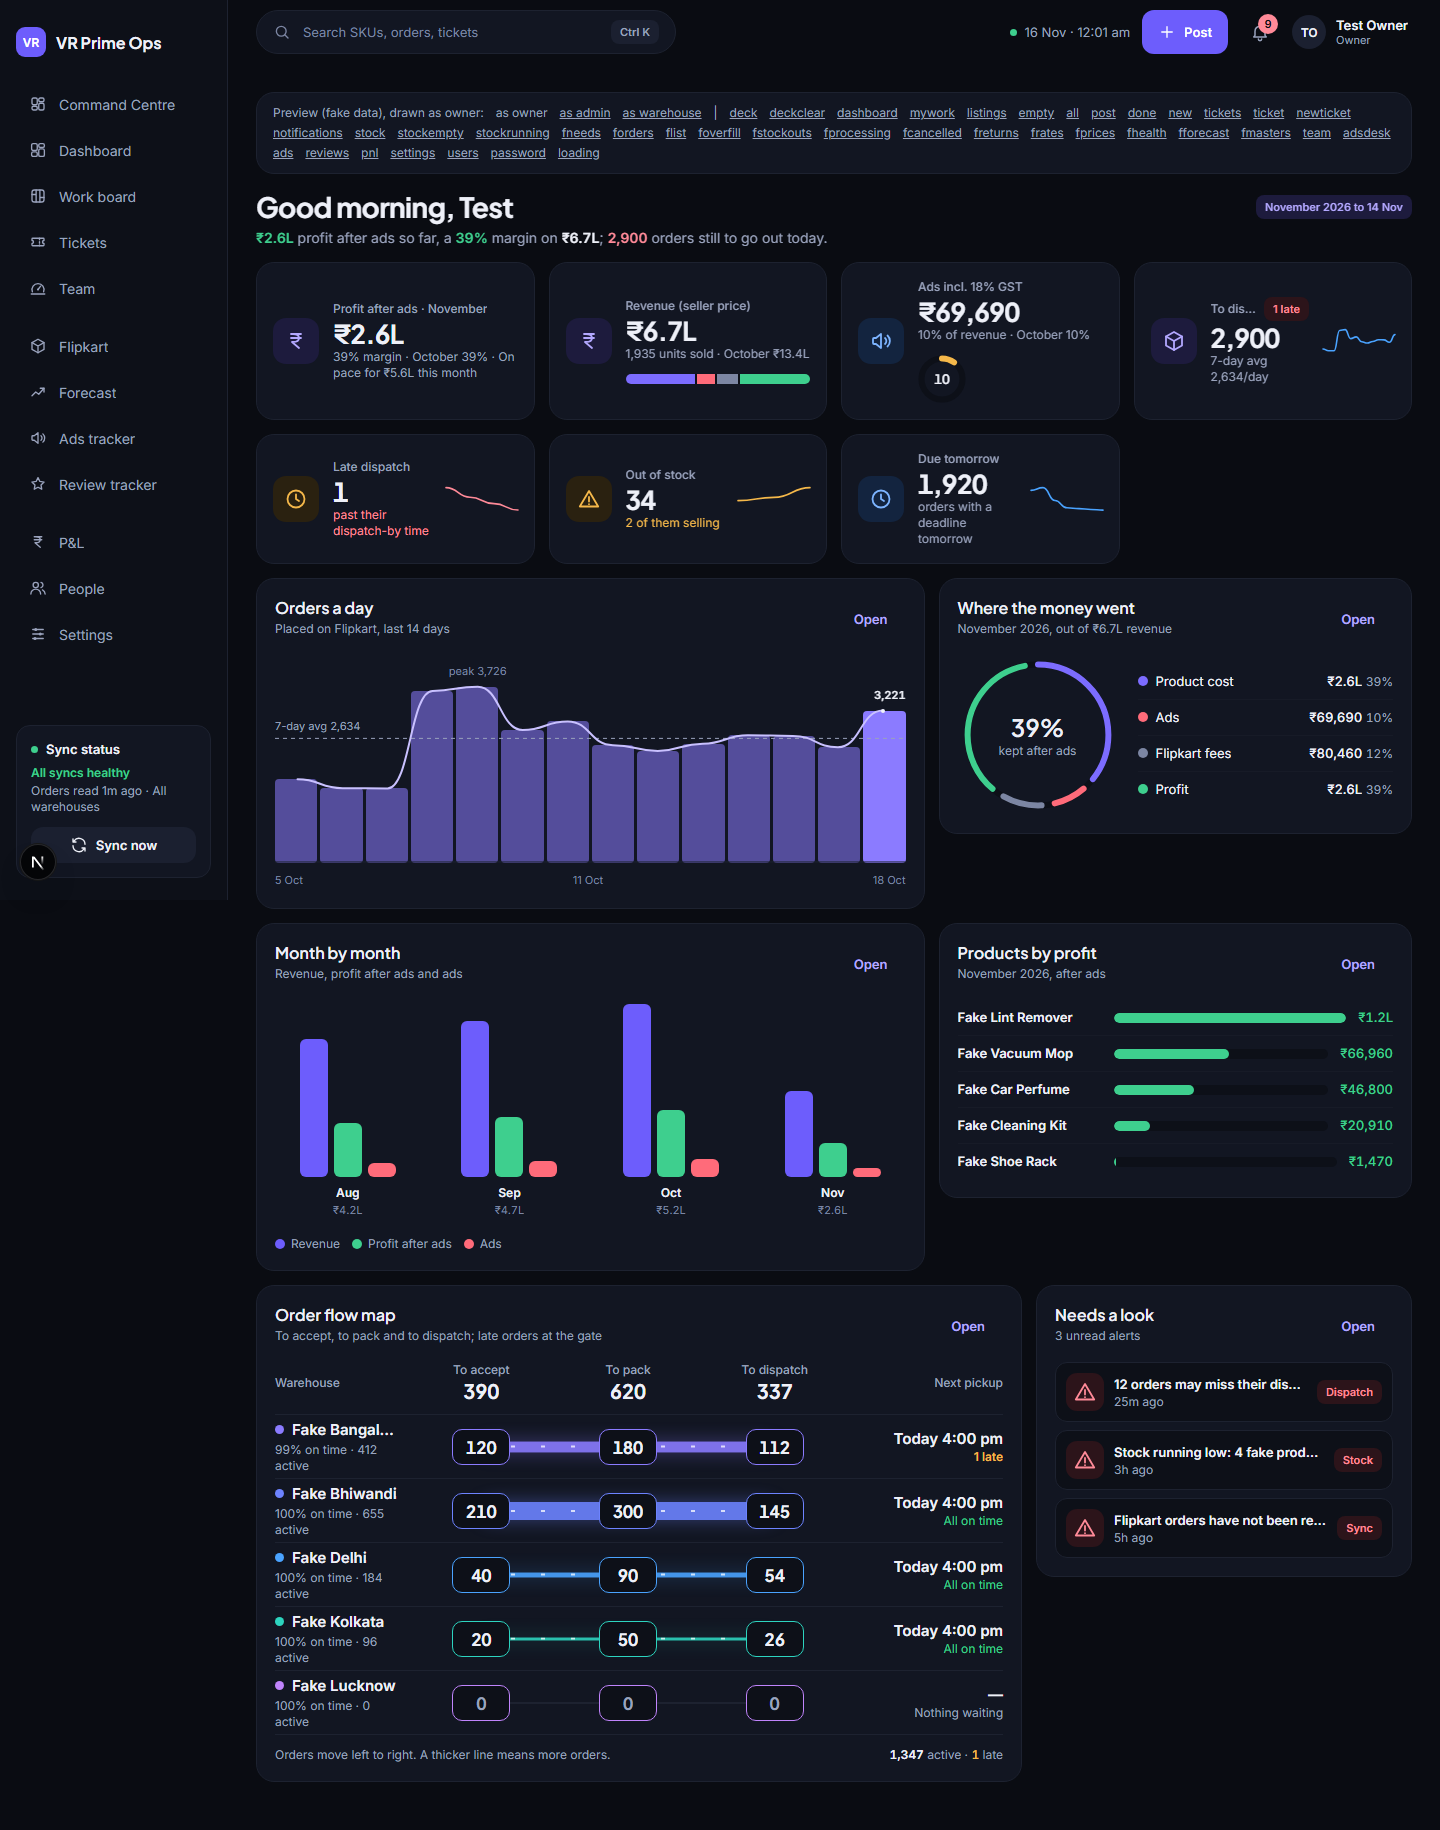 VR
VR Prime Ops
Search SKUs, orders, tickets
Ctrl K
16 Nov · 12:01 am
Post
9
TO
Test Owner
Owner
Command Centre
Dashboard
Work board
Tickets
Team
Flipkart
Forecast
Ads tracker
Review tracker
P&L
People
Settings
Sync status
All syncs healthy
Orders read 1m ago · All
warehouses
Sync now
N
Preview (fake data), drawn as owner: as owner as admin as warehouse | deck deckclear dashboard mywork listings empty all post done new tickets ticket newticket
notifications stock stockempty stockrunning fneeds forders flist foverfill fstockouts fprocessing fcancelled freturns frates fprices fhealth fforecast fmasters team adsdesk
ads reviews pnl settings users password loading
Good morning, Test
November 2026 to 14 Nov
₹2.6L profit after ads so far, a 39% margin on ₹6.7L; 2,900 orders still to go out today.
₹
Profit after ads · November
₹2.6L
39% margin · October 39% · On
pace for ₹5.6L this month
₹
Revenue (seller price)
₹6.7L
1,935 units sold · October ₹13.4L
Ads incl. 18% GST
₹69,690
10% of revenue · October 10%
10
To dis...
1 late
2,900
7-day avg
2,634/day
Late dispatch
1
past their
dispatch-by time
Out of stock
34
2 of them selling
Due tomorrow
1,920
orders with a
deadline
tomorrow
Orders a day
Placed on Flipkart, last 14 days
Open
peak 3,726
3,221
7-day avg 2,634
5 Oct
11 Oct
18 Oct
Where the money went
November 2026, out of ₹6.7L revenue
Open
39%
kept after ads
Product cost ₹2.6L 39%
Ads ₹69,690 10%
Flipkart fees ₹80,460 12%
Profit ₹2.6L 39%
Month by month
Revenue, profit after ads and ads
Open
Aug
₹4.2L
Sep
₹4.7L
Oct
₹5.2L
Nov
₹2.6L
Revenue
Profit after ads
Ads
Products by profit
November 2026, after ads
Open
Fake Lint Remover ₹1.2L
Fake Vacuum Mop ₹66,960
Fake Car Perfume ₹46,800
Fake Cleaning Kit ₹20,910
Fake Shoe Rack ₹1,470
Order flow map
To accept, to pack and to dispatch; late orders at the gate
Open
Warehouse
To accept
390
To pack
620
To dispatch
337
Next pickup
Fake Bangal...
99% on time · 412
active
120
180
112
Today 4:00 pm
1 late
Fake Bhiwandi
100% on time · 655
active
210
300
145
Today 4:00 pm
All on time
Fake Delhi
100% on time · 184
active
40
90
54
Today 4:00 pm
All on time
Fake Kolkata
100% on time · 96
active
20
50
26
Today 4:00 pm
All on time
Fake Lucknow
100% on time · 0
active
0
0
0
—
Nothing waiting
Orders move left to right. A thicker line means more orders.
1,347 active · 1 late
Needs a look
3 unread alerts
Open
12 orders may miss their dis...
25m ago
Dispatch
Stock running low: 4 fake prod...
3h ago
Stock
Flipkart orders have not been re...
5h ago
Sync